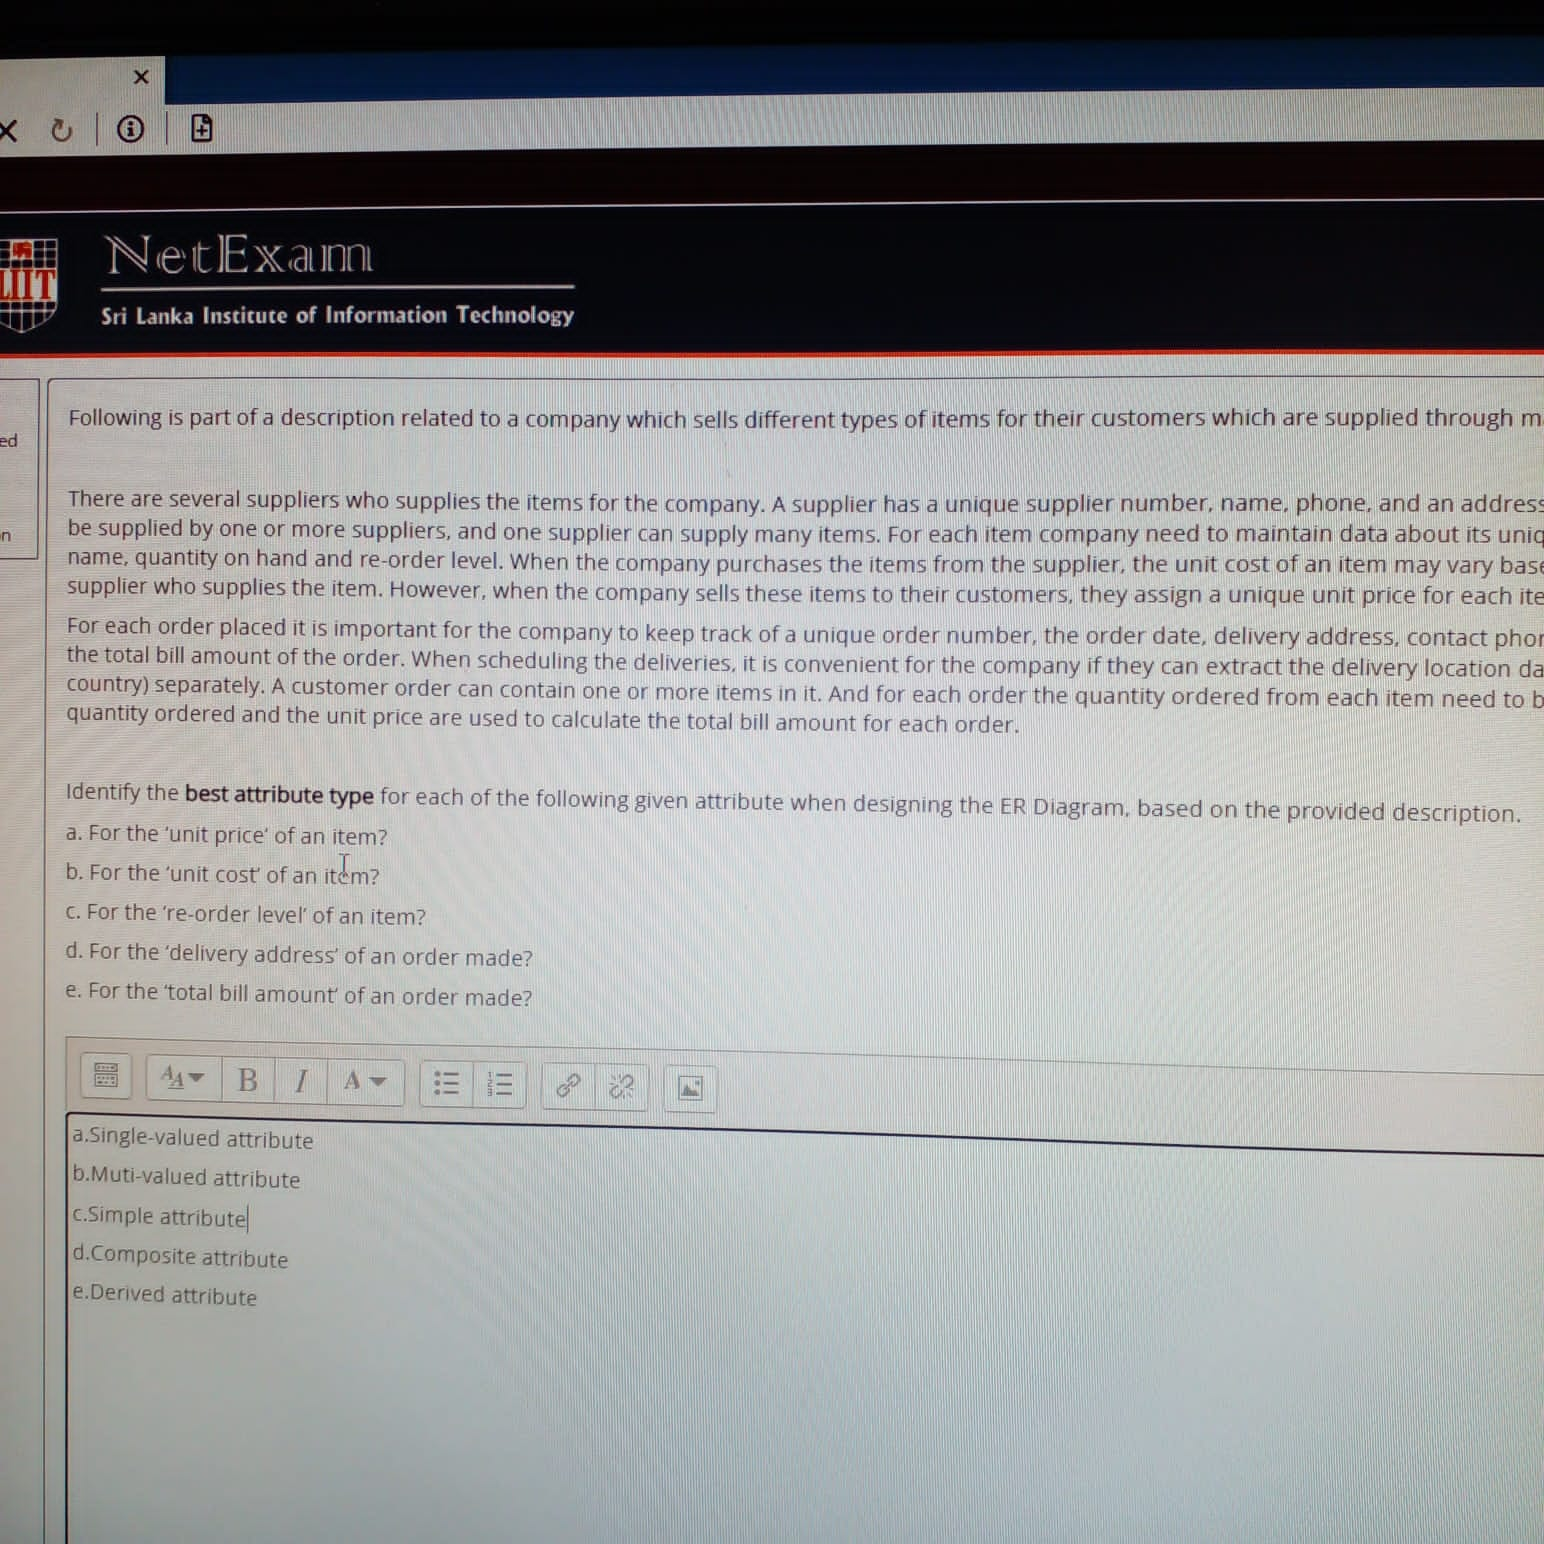 NetExam
LIIT
Sri Lanka Institute of Information Technology
ed
n
Following is part of a description related to a company which sells different types of items for their customers which are supplied through m
There are several suppliers who supplies the items for the company. A supplier has a unique supplier number, name, phone, and an address
be supplied by one or more suppliers, and one supplier can supply many items. For each item company need to maintain data about its uniq
name, quantity on hand and re-order level. When the company purchases the items from the supplier, the unit cost of an item may vary base
supplier who supplies the item. However, when the company sells these items to their customers, they assign a unique unit price for each ite
For each order placed it is important for the company to keep track of a unique order number, the order date, delivery address, contact phon
the total bill amount of the order. When scheduling the deliveries, it is convenient for the company if they can extract the delivery location da
country) separately. A customer order can contain one or more items in it. And for each order the quantity ordered from each item need to b
quantity ordered and the unit price are used to calculate the total bill amount for each order.
Identify the best attribute type for each of the following given attribute when designing the ER Diagram, based on the provided description.
a. For the 'unit price' of an item?
b. For the 'unit cost' of an item?
c. For the 're-order level' of an item?
d. For the 'delivery address' of an order made?
e. For the 'total bill amount' of an order made?
a.Single-valued attribute
b.Muti-valued attribute
c.Simple attribute
d.Composite attribute
e.Derived attribute